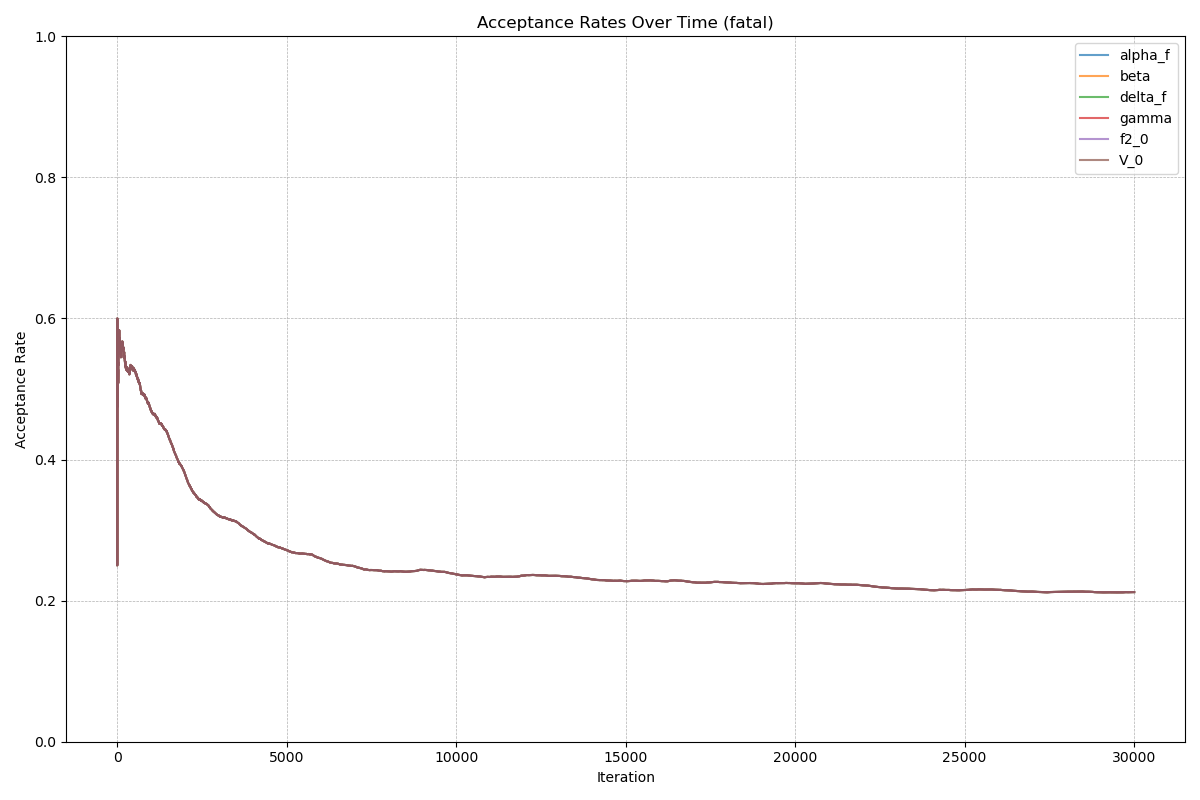 Acceptance Rates Over Time (fatal)
1.0
0.8
0.6
0.4
0.2
0.0
Acceptance Rate
alpha_f
beta
delta_f
gamma
f2_0
V_0
0 5000 10000 15000 20000 25000 30000
Iteration